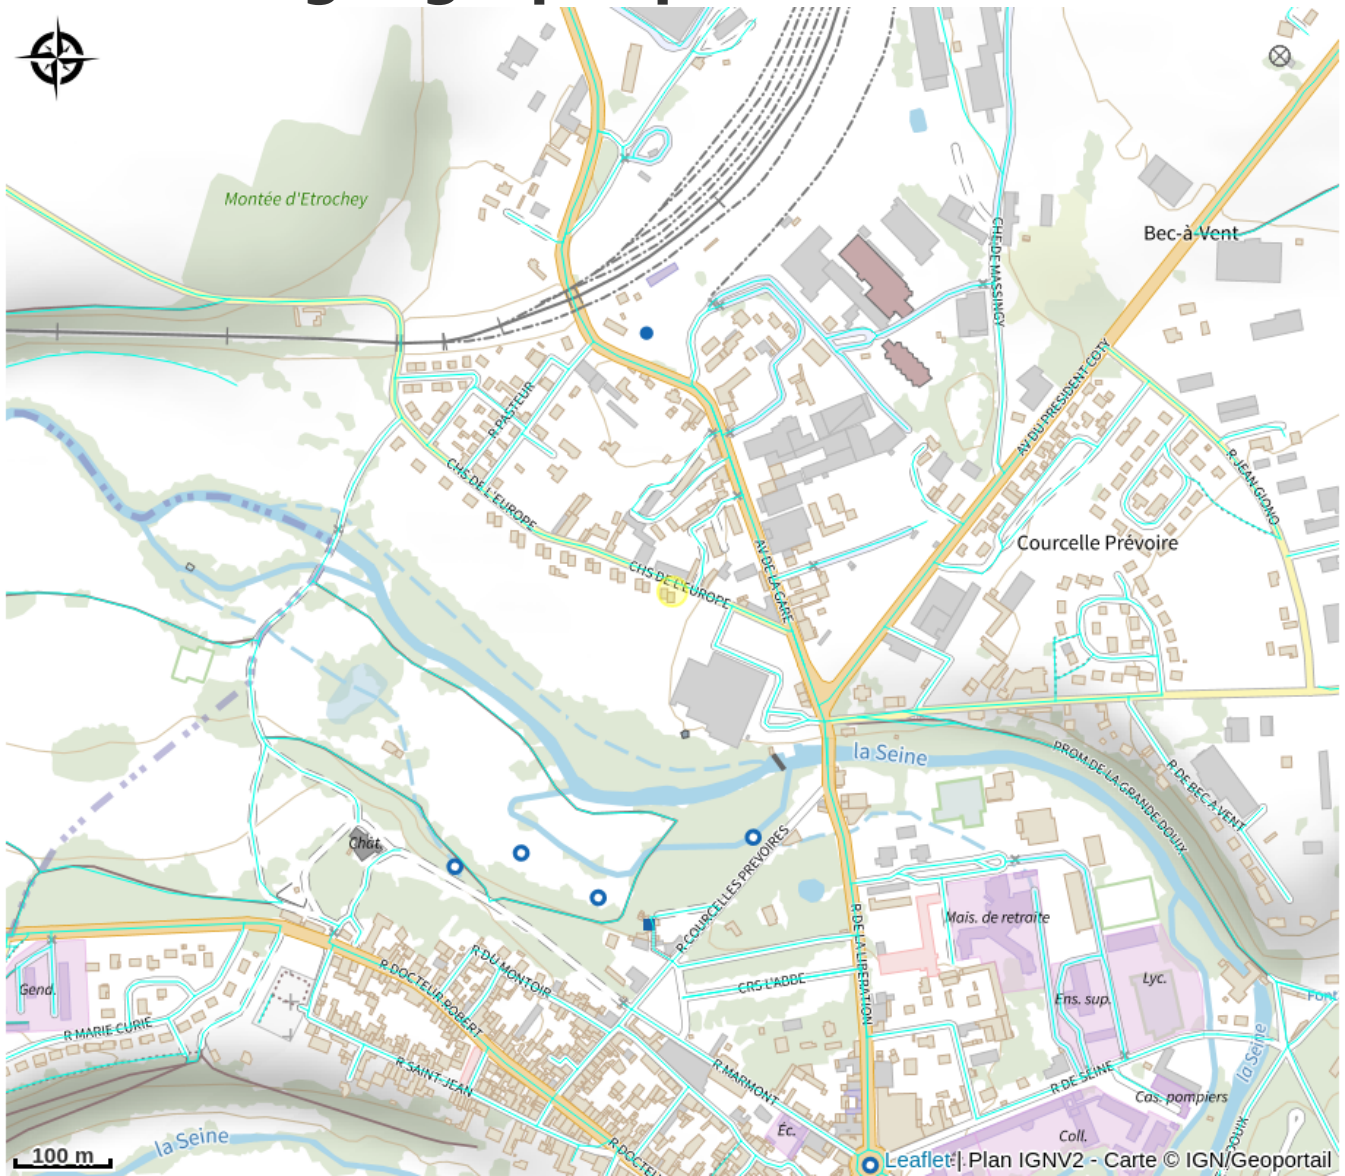 Montée d'Etrochey
Bec-à-Vent
CHE DE MASSINGY
AV DU PRESIDENT COTY
R PASTEUR
CHS DE L'EUROPE
R JEAN GIONO
Courcelle Prévoire
AV DE LA GARE
CHS DE L'EUROPE
la Seine
PROM DE LA GRANDE DOUIX
R DE BEC A VENT
Chât.
R COURCELLES PREVOIRES
Mais. de retraite
R DE LA LIBERATION
R DU MONTOIR
R DOCTEUR ROBERT
CRS L'ABBE
Lyc.
Gend.
Ens. sup.
Font
R MARIE CURIE
la Seine
R SAINT-JEAN
R MARMONT
R DE SEINE
Cas. pompiers
la Seine
Éc.
Coll.
DOUIX
R DOCTE
100 m
Leaflet | Plan IGNV2 - Carte © IGN/Geoportail